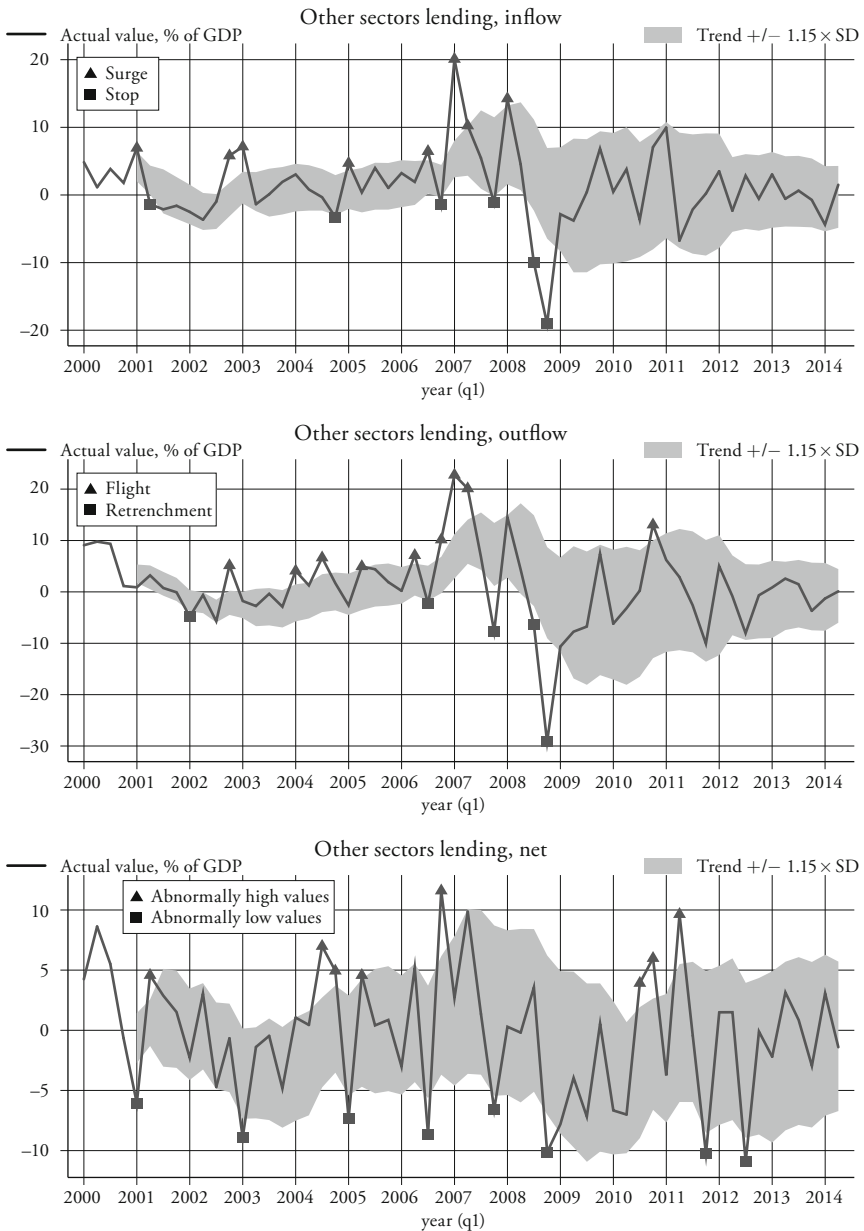 Other sectors lending, inflow
Actual value, % of GDP
Trend +/− 1.15 × SD
Surge
Stop
20
10
0
−10
−20
2000 2001 2002 2003 2004 2005 2006 2007 2008 2009 2010 2011 2012 2013 2014
year (q1)
Other sectors lending, outflow
Actual value, % of GDP
Trend +/− 1.15 × SD
Flight
Retrenchment
20
10
0
−10
−20
−30
2000 2001 2002 2003 2004 2005 2006 2007 2008 2009 2010 2011 2012 2013 2014
year (q1)
Other sectors lending, net
Actual value, % of GDP
Trend +/− 1.15 × SD
Abnormally high values
Abnormally low values
10
5
0
−5
−10
2000 2001 2002 2003 2004 2005 2006 2007 2008 2009 2010 2011 2012 2013 2014
year (q1)